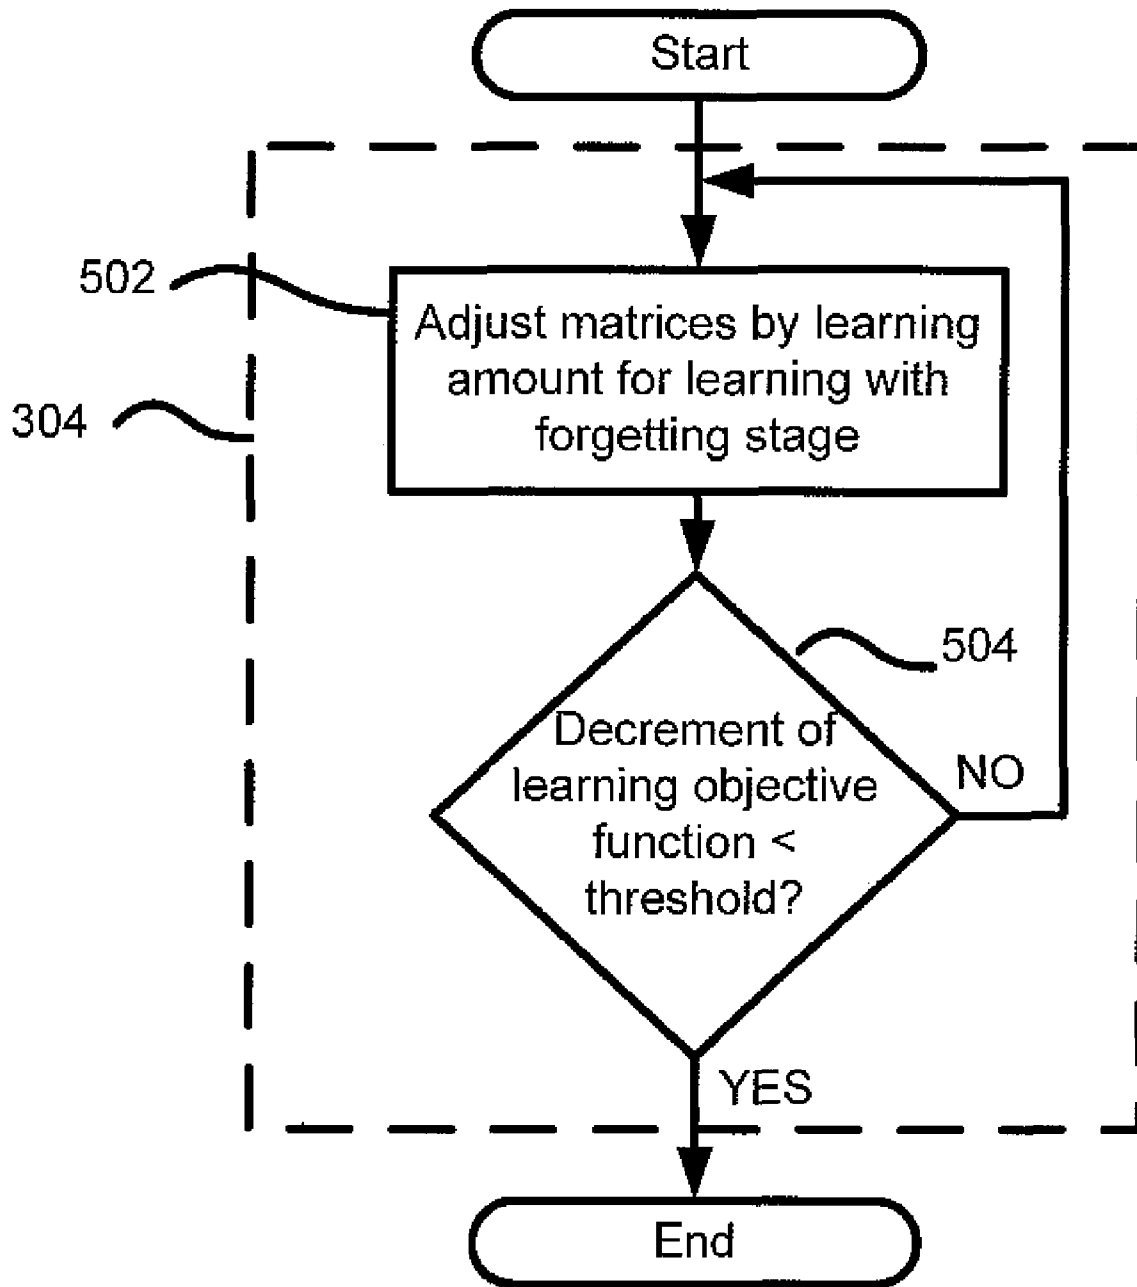 Start
502
Adjust matrices by learning
amount for learning with
forgetting stage
304
504
Decrement of
learning objective
function <
threshold?
NO
YES
End